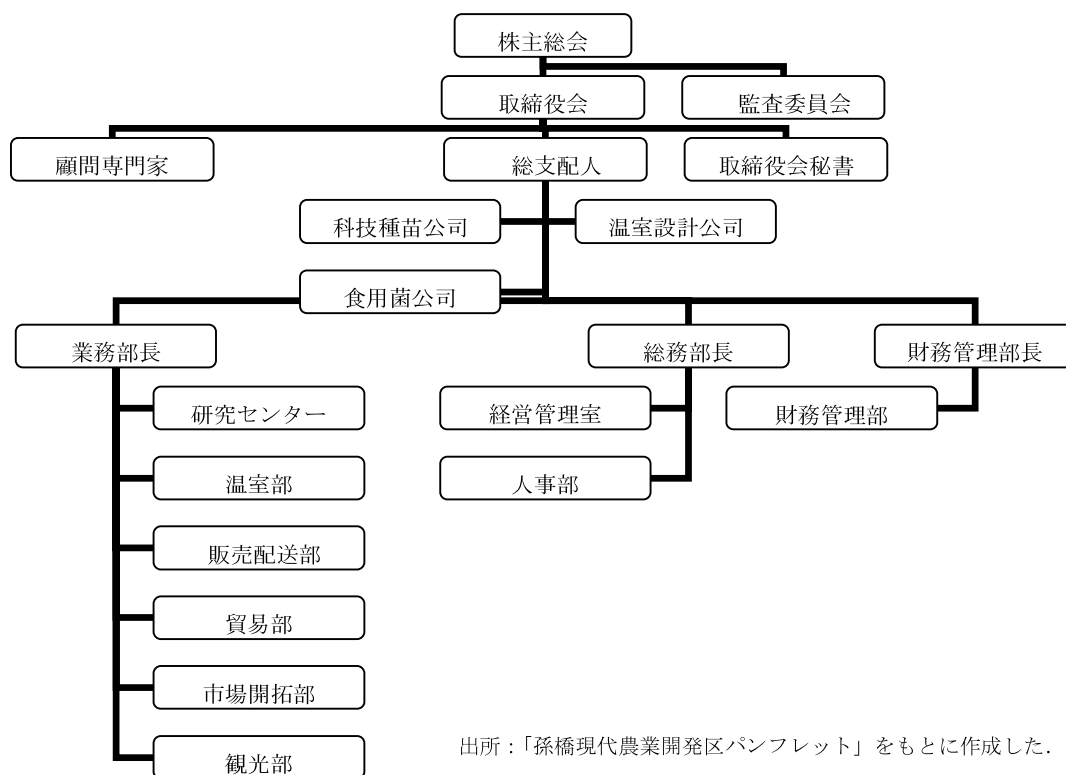 株主総会
取締役会
監査委員会
顧問専門家
総支配人
取締役会秘書
科技種苗公司
温室設計公司
食用菌公司
業務部長
総務部長
財務管理部長
研究センター
経営管理室
財務管理部
温室部
人事部
販売配送部
貿易部
市場開拓部
観光部
出所：「孫橋現代農業開発区パンフレット」をもとに作成した．